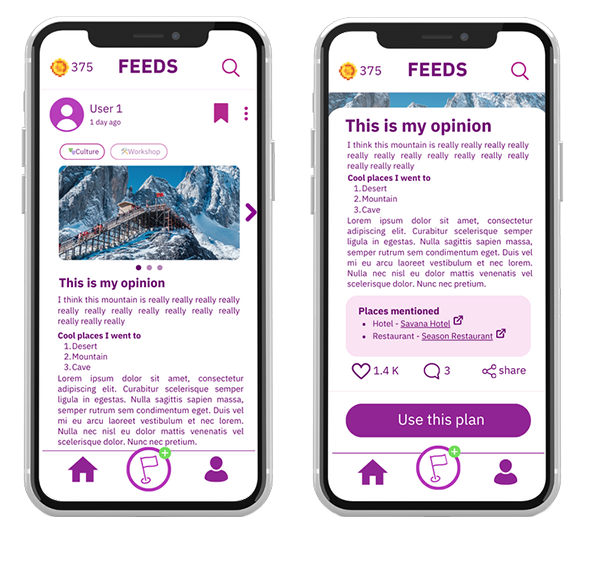 375
FEEDS
User 1
1 day ago
Culture
Workshop
This is my opinion
I think this mountain is really really really really
really really really really really really really
really really really
Cool places I went to
1. Desert
2. Mountain
3. Cave
Lorem ipsum dolor sit amet, consectetur
adipiscing elit. Curabitur scelerisque semper
ligula in egestas. Nulla sagittis sapien massa,
semper rutrum sem condimentum eget. Duis vel
mi eu arcu laoreet vestibulum et nec lorem.
Nulla nec nisl eu dolor mattis venenatis vel
scelerisque dolor. Nunc nec pretium.
375
FEEDS
This is my opinion
I think this mountain is really really really really
really really really really really really really
really really really
Cool places I went to
1. Desert
2. Mountain
3. Cave
Lorem ipsum dolor sit amet, consectetur
adipiscing elit. Curabitur scelerisque semper
ligula in egestas. Nulla sagittis sapien massa,
semper rutrum sem condimentum eget. Duis vel
mi eu arcu laoreet vestibulum et nec lorem.
Nulla nec nisl eu dolor mattis venenatis vel
scelerisque dolor. Nunc nec pretium.
Places mentioned
• Hotel - Savana Hotel
• Restaurant - Season Restaurant
1.4 K
3
share
Use this plan